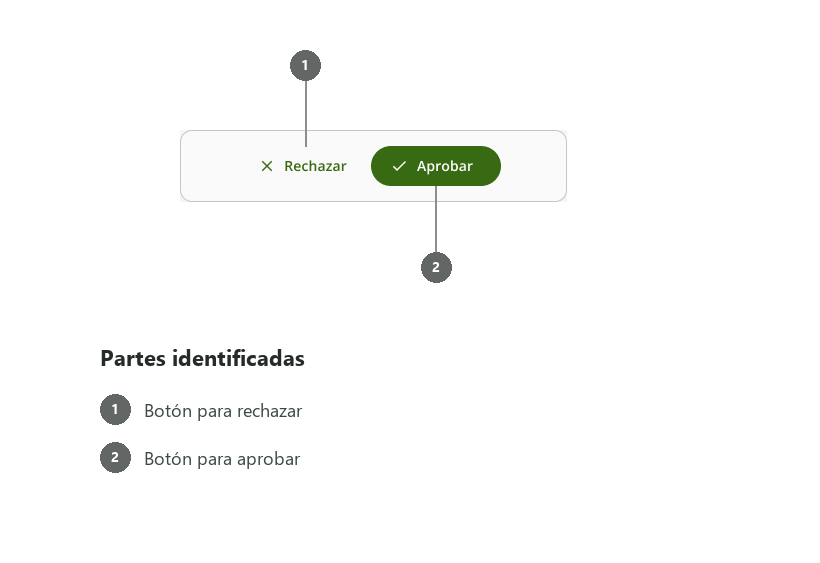 1
Rechazar Aprobar
2
Partes identificadas
1 Botón para rechazar
2 Botón para aprobar